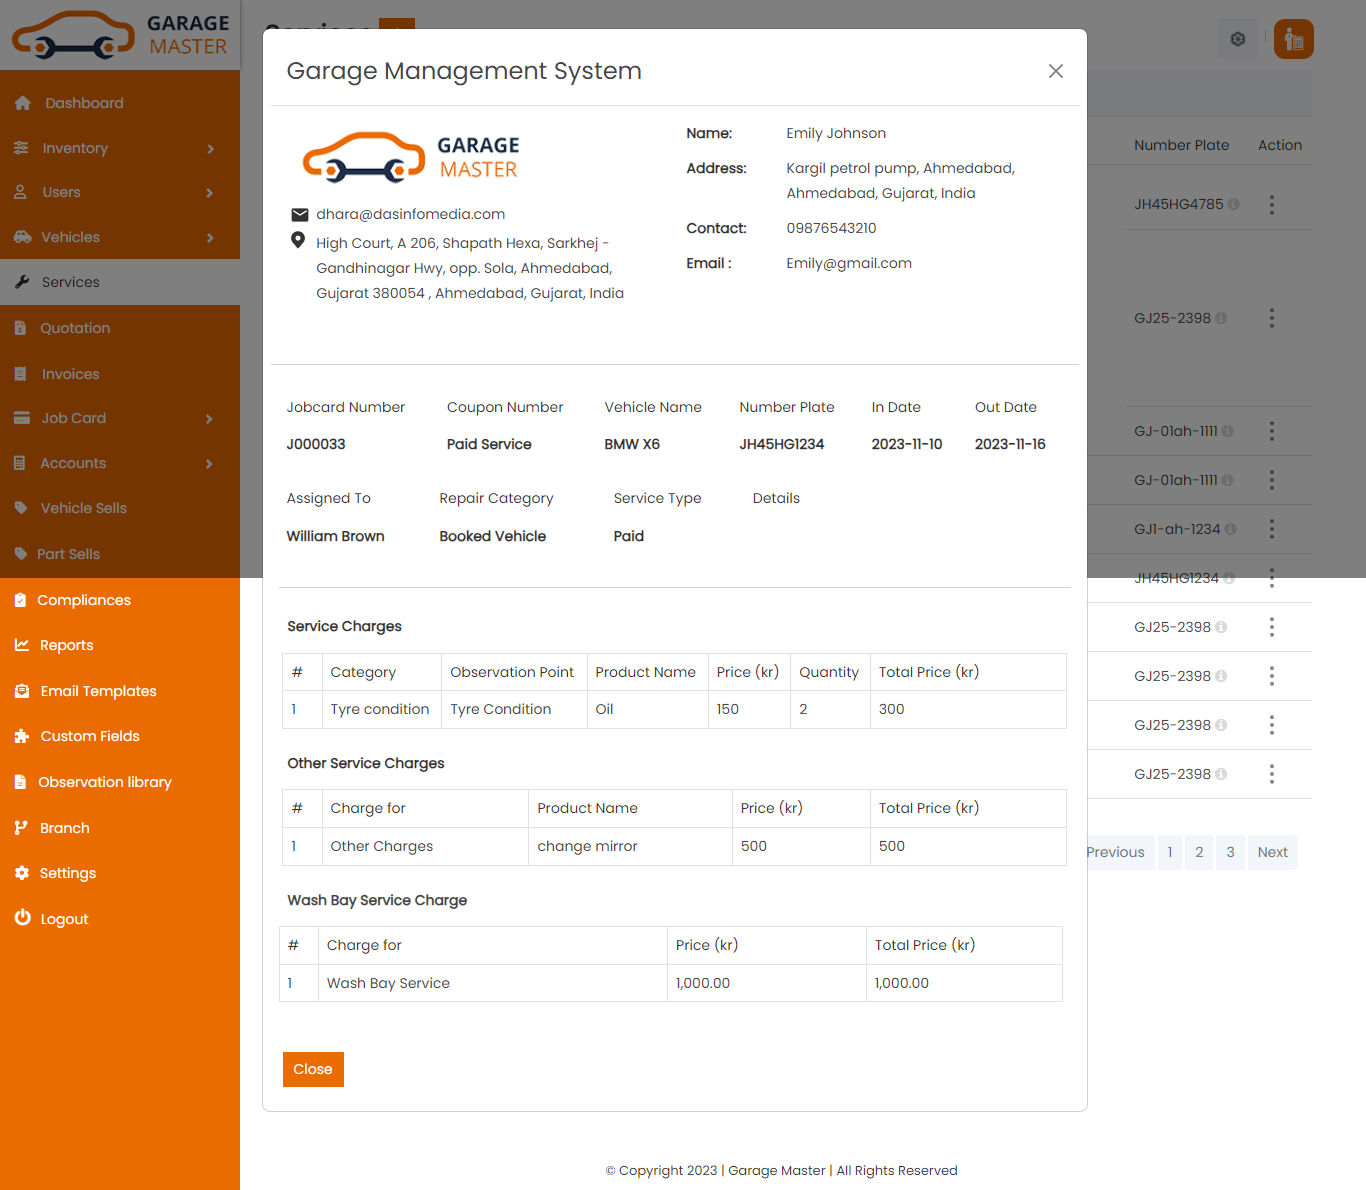 GARAGE
MASTER
Dashboard
Inventory
Users
Vehicles
Services
Quotation
Invoices
Job Card
Accounts
Vehicle Sells
Part Sells
Compliances
Reports
Email Templates
Custom Fields
Observation library
Branch
Settings
Logout
Garage Management System
GARAGE
MASTER
dhara@dasinfomedia.com
High Court, A 206, Shapath Hexa, Sarkhej -
Gandhinagar Hwy, opp. Sola, Ahmedabad,
Gujarat 380054 , Ahmedabad, Gujarat, India
Name: Emily Johnson
Address: Kargil petrol pump, Ahmedabad,
Ahmedabad, Gujarat, India
Contact: 09876543210
Email : Emily@gmail.com
Jobcard Number Coupon Number Vehicle Name Number Plate In Date Out Date
J000033 Paid Service BMW X6 JH45HG1234 2023-11-10 2023-11-16
Assigned To Repair Category Service Type Details
William Brown Booked Vehicle Paid
Service Charges
# Category Observation Point Product Name Price (kr) Quantity Total Price (kr)
1 Tyre condition Tyre Condition Oil 150 2 300
Other Service Charges
# Charge for Product Name Price (kr) Total Price (kr)
1 Other Charges change mirror 500 500
Wash Bay Service Charge
# Charge for Price (kr) Total Price (kr)
1 Wash Bay Service 1,000.00 1,000.00
Close
Number Plate Action
JH45HG4785
GJ25-2398
GJ-01ah-1111
GJ-01ah-1111
GJ1-ah-1234
JH45HG1234
GJ25-2398
GJ25-2398
GJ25-2398
GJ25-2398
Previous 1 2 3 Next
© Copyright 2023 | Garage Master | All Rights Reserved